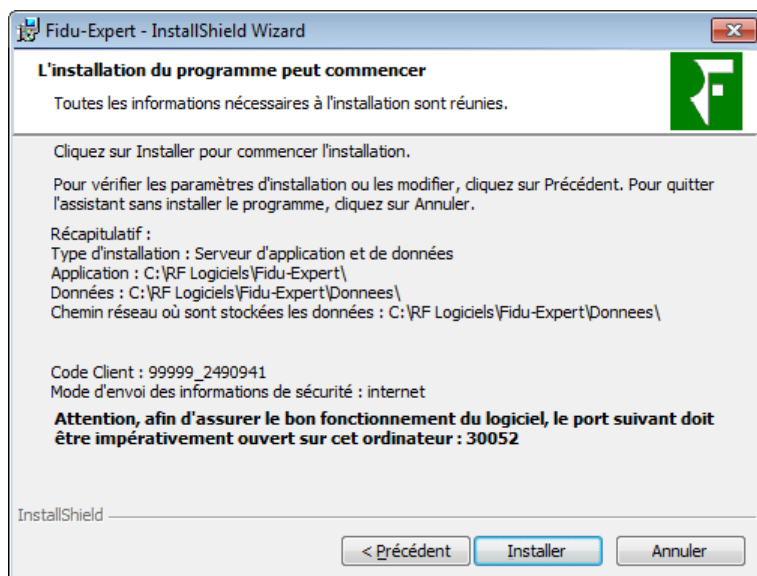 Fidu-Expert - InstallShield Wizard
L'installation du programme peut commencer
Toutes les informations nécessaires à l'installation sont réunies.
Cliquez sur Installer pour commencer l'installation.
Pour vérifier les paramètres d'installation ou les modifier, cliquez sur Précédent. Pour quitter
l'assistant sans installer le programme, cliquez sur Annuler.
Récapitulatif :
Type d'installation : Serveur d'application et de données
Application : C:\RF Logiciels\Fidu-Expert\
Données : C:\RF Logiciels\Fidu-Expert\Donnees\
Chemin réseau où sont stockées les données : C:\RF Logiciels\Fidu-Expert\Donnees\
Code Client : 99999_2490941
Mode d'envoi des informations de sécurité : internet
Attention, afin d'assurer le bon fonctionnement du logiciel, le port suivant doit
être impérativement ouvert sur cet ordinateur : 30052
InstallShield
< Précédent
Installer
Annuler